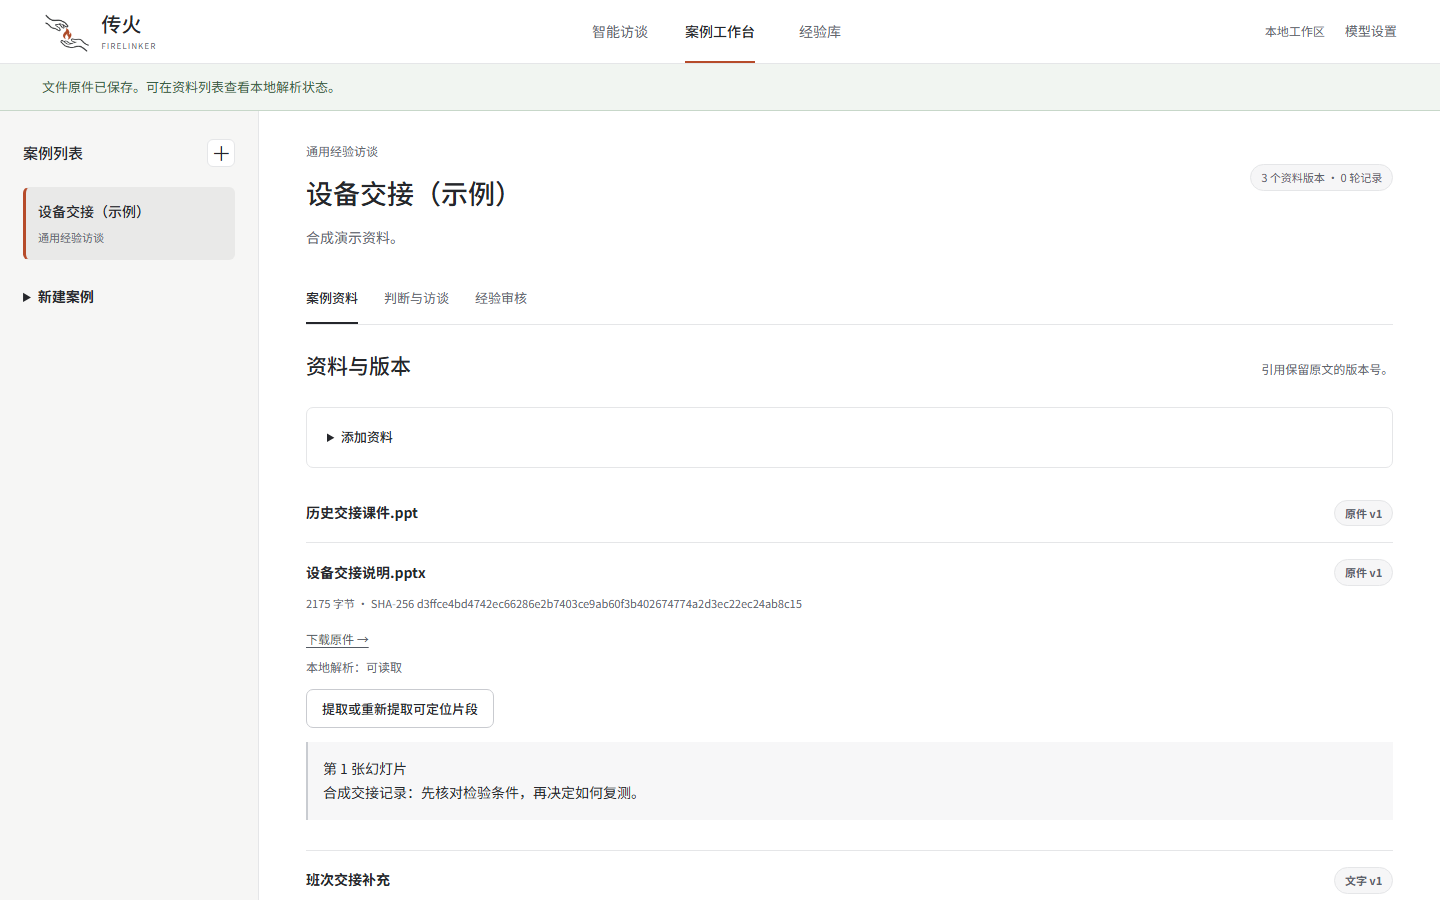 传火
FIRELINKER
智能访谈
案例工作台
经验库
本地工作区
模型设置
文件原件已保存。可在资料列表查看本地解析状态。
案例列表
设备交接（示例）
通用经验访谈
新建案例
通用经验访谈
设备交接（示例）
3 个资料版本 · 0 轮记录
合成演示资料。
案例资料
判断与访谈
经验审核
资料与版本
引用保留原文的版本号。
添加资料
历史交接课件.ppt
原件 v1
设备交接说明.pptx
原件 v1
2175 字节 · SHA-256 d3ffce4bd4742ec66286e2b7403ce9ab60f3b402674774a2d3ec22ec24ab8c15
下载原件 →
本地解析：可读取
提取或重新提取可定位片段
第 1 张幻灯片
合成交接记录：先核对检验条件，再决定如何复测。
班次交接补充
文字 v1